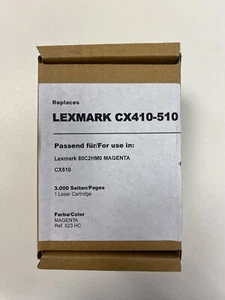 Replaces
LEXMARK CX410-510
Passend für/For use in:
Lexmark 80C2HM0 MAGENTA
CX510
3.000 Seiten/Pages
1 Laser Cartridge
Farbe/Color
MAGENTA
Ref. 523 HC